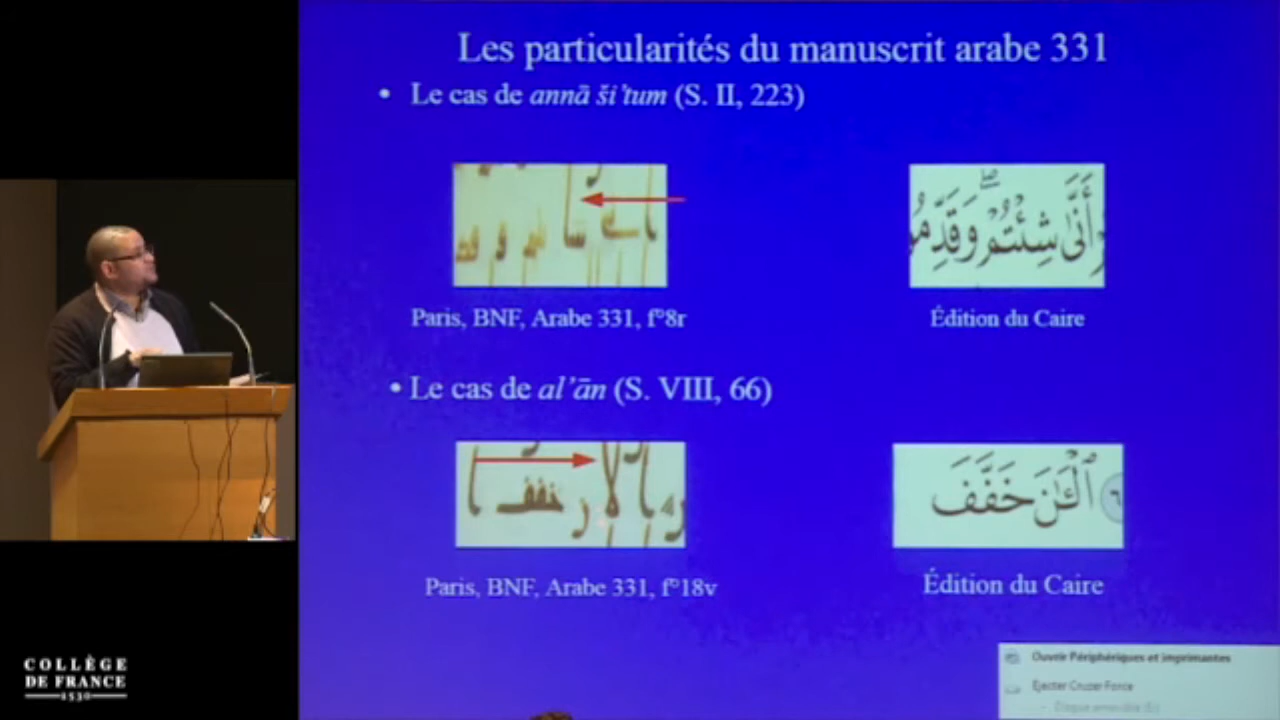 Les particularités du manuscrit arabe 331
• Le cas de annā ši'tum (S. II, 223)
أَنَّىٰ شِئْتُمْ وَقَدِّمُ
Paris, BNF, Arabe 331, f°8r
Édition du Caire
• Le cas de al'ān (S. VIII, 66)
ٱلْـَٰٔنَ خَفَّفَ
Paris, BNF, Arabe 331, f°18v
Édition du Caire
COLLÈGE
DE FRANCE
1530
Ouvrir Périphériques et imprimantes
Éjecter Cruzer Force